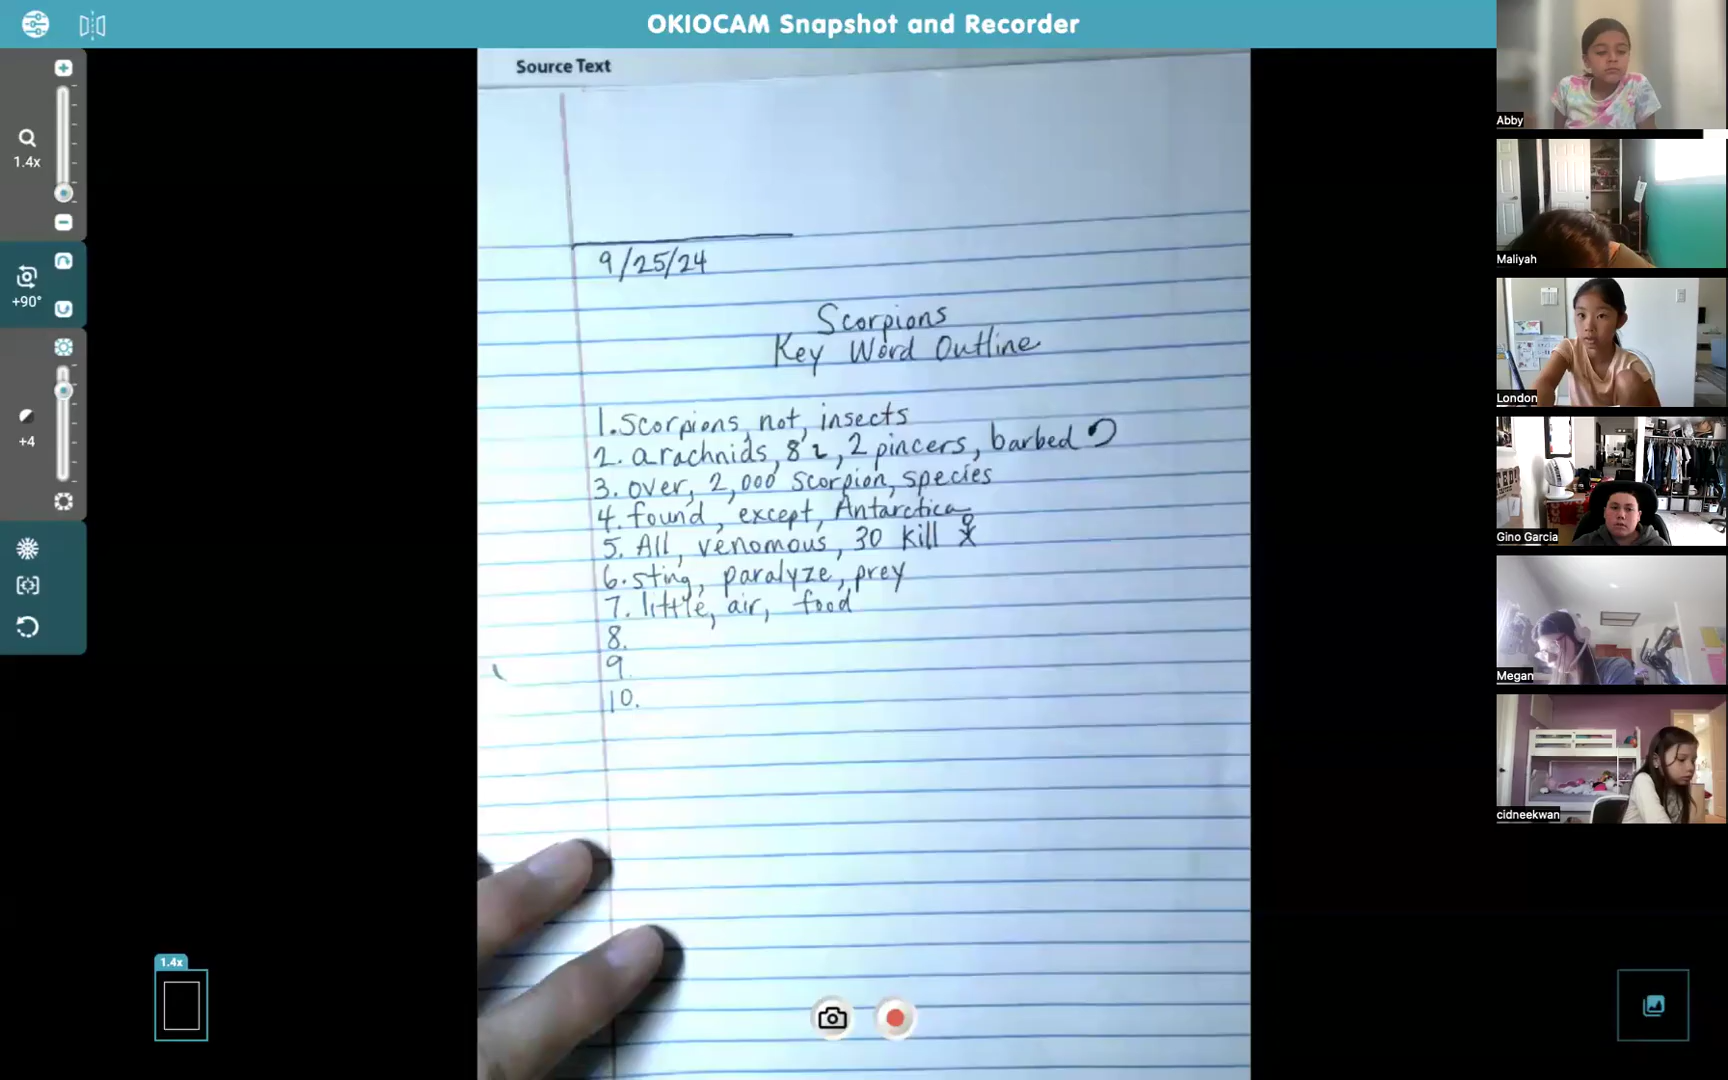 OKIOCAM Snapshot and Recorder
Source Text
1.4x
+90°
+4
9/25/24
Scorpions
Key Word Outline
1. scorpions, not, insects
2. arachnids, 8, 2 pincers, barbed
3. over, 2,000 scorpion, species
4. found, except, Antarctica
5. All, venomous, 30 kill
6. sting, paralyze, prey
7. little, air, food
8.
9.
10.
1.4x
Abby
Maliyah
London
Gino Garcia
Megan
cidneekwan